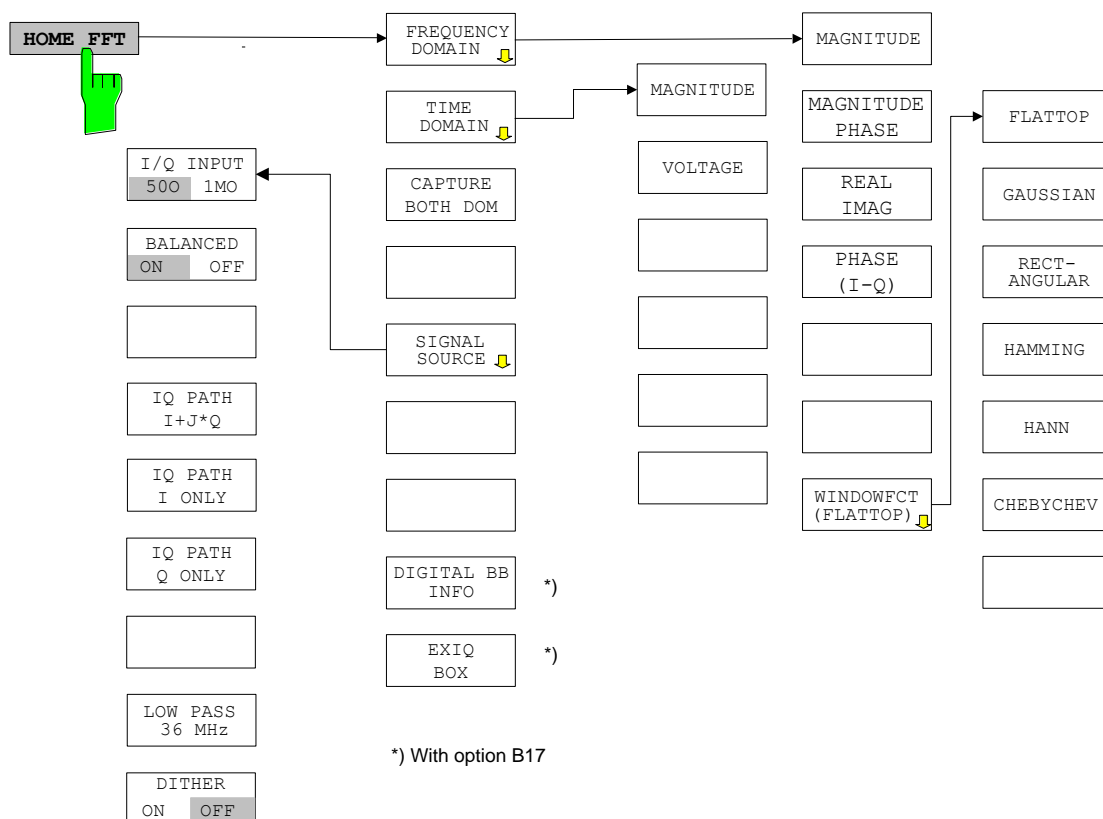 HOME FFT
-
FREQUENCY
DOMAIN
TIME
DOMAIN
CAPTURE
BOTH DOM
SIGNAL
SOURCE
DIGITAL BB
INFO
*)
EXIQ
BOX
*)
*) With option B17
I/Q INPUT
50O 1MO
BALANCED
ON OFF
IQ PATH
I+J*Q
IQ PATH
I ONLY
IQ PATH
Q ONLY
LOW PASS
36 MHz
DITHER
ON OFF
MAGNITUDE
VOLTAGE
MAGNITUDE
MAGNITUDE
PHASE
REAL
IMAG
PHASE
(I-Q)
WINDOWFCT
(FLATTOP)
FLATTOP
GAUSSIAN
RECT-
ANGULAR
HAMMING
HANN
CHEBYCHEV